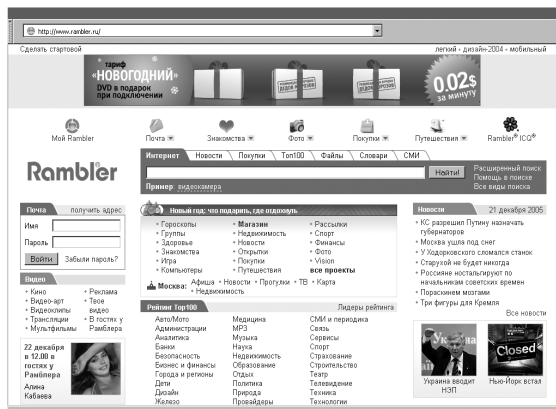 http://www.rambler.ru/
Сделать стартовой
легкий • дизайн-2004 • мобильный
тариф
«НОВОГОДНИЙ»
DVD в подарок
при подключении
0.02$
за минуту
Мой Rambler
Почта
Знакомства
Фото
Покупки
Путешествия
Rambler® ICQ®
Интернет
Новости
Покупки
Top100
Файлы
Словари
СМИ
Rambler
Найти!
Расширенный поиск
Помощь в поиске
Все виды поиска
Пример: видеокамера
Почта
получить адрес
Имя
Пароль
Войти
Забыли пароль?
Видео
• Кино
• Видео-арт
• Видеоклипы
• Трансляции
• Мультфильмы
• Реклама
• Твое
видео
• В гостях у
Рамблера
22 декабря
в 12.00 в
гостях у
Рамблера
Алина
Кабаева
Новый год: что подарить, где отдохнуть
• Гороскопы
• Группы
• Здоровье
• Знакомства
• Игра
• Компьютеры
• Магазин
• Недвижимость
• Новости
• Открытки
• Покупки
• Путешествия
• Рассылки
• Спорт
• Финансы
• Фото
• Vision
все проекты
Москва: Афиша • Новости • Прогулки • ТВ • Карта
• Недвижимость
Рейтинг Top100
Лидеры рейтинга
Авто/Мото
Администрации
Аналитика
Банки
Безопасность
Бизнес и финансы
Города и регионы
Дети
Дизайн
Железо
Медицина
MP3
Музыка
Наука
Недвижимость
Образование
Отдых
Политика
Природа
Провайдеры
СМИ и периодика
Связь
Сервисы
Спорт
Страхование
Строительство
Театр
Телевидение
Техника
Технологии
Новости
21 декабря 2005
• КС разрешил Путину назначать
губернаторов
• Москва ушла под снег
• У Ходорковского сломался станок
• Старухой не будет никогда
• Россияне ностальгируют по
начальникам советских времен
• Поразжнем мозгами
• Три фигуры для Кремля
Все новости
Украина вводит
НЭП
Closed
Нью-Йорк встал